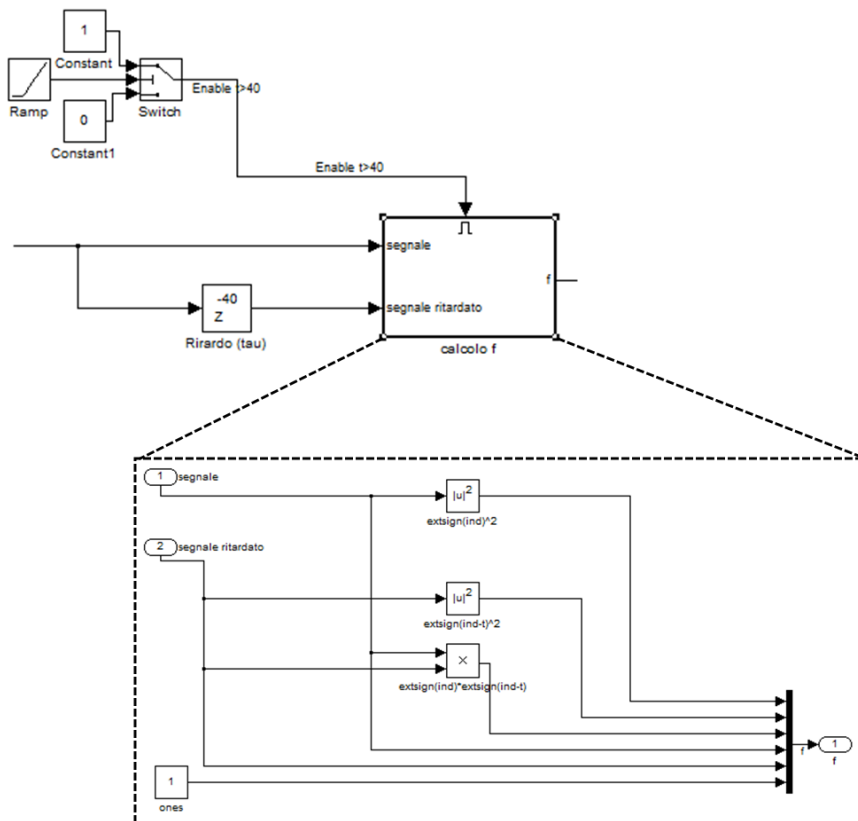 1
Constant
Ramp
Switch
Enable t>40
0
Constant1
Enable t>40
segnale
f
-40
Z
segnale ritardato
Rirardo (tau)
calcolo f
1
segnale
|u|2
extsign(ind)^2
2
segnale ritardato
|u|2
extsign(ind-t)^2
×
extsign(ind)*extsign(ind-t)
f
1
f
1
ones